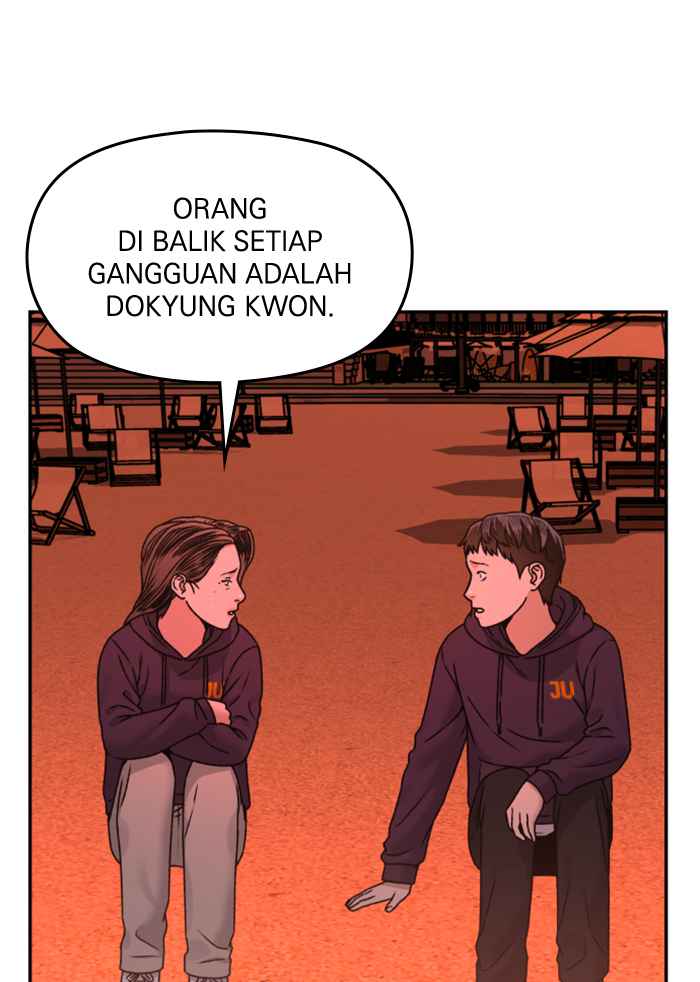 ORANG
DI BALIK SETIAP
GANGGUAN ADALAH
DOKYUNG KWON.
JU
JU